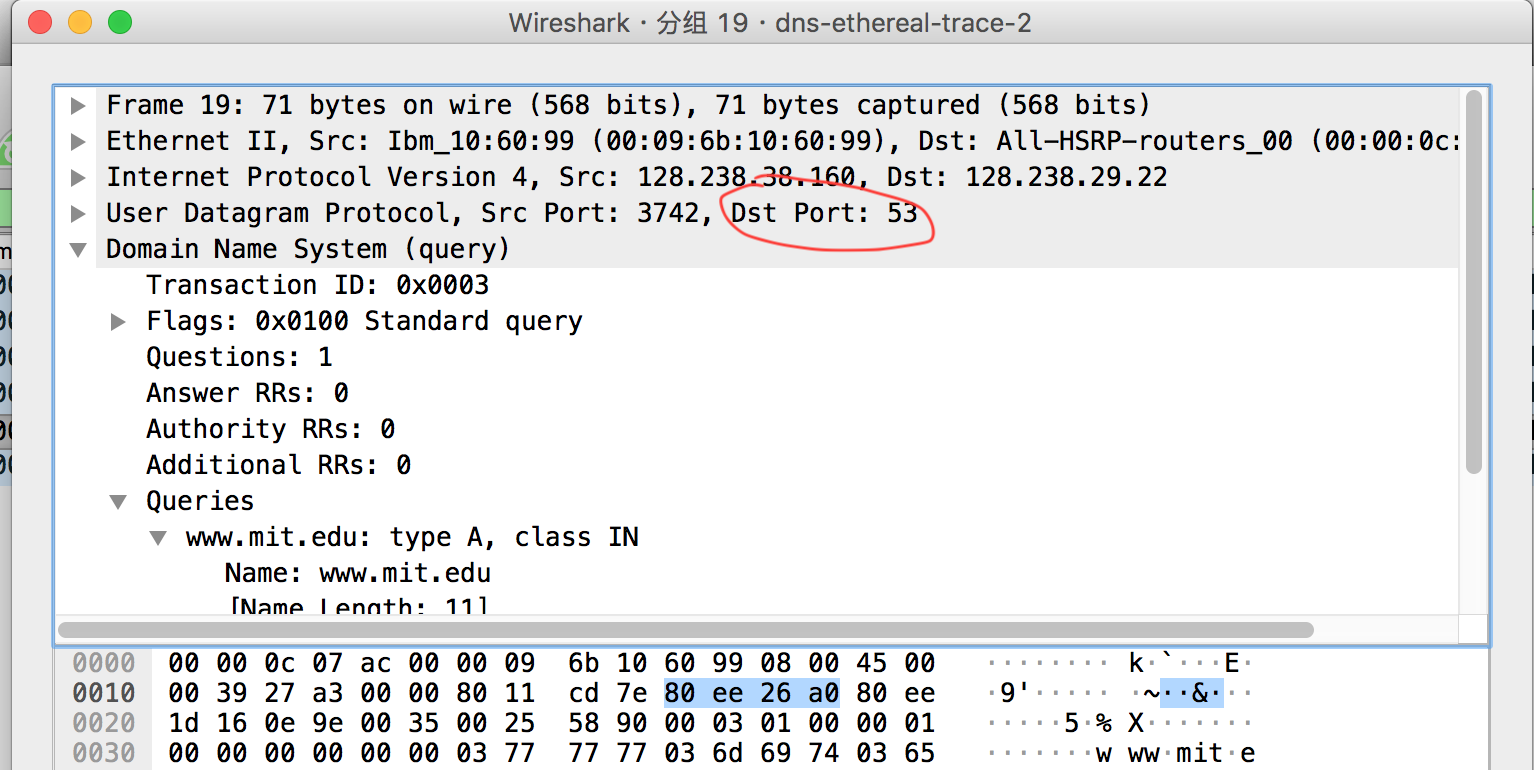 Wireshark · 分组 19 · dns-ethereal-trace-2
Frame 19: 71 bytes on wire (568 bits), 71 bytes captured (568 bits)
Ethernet II, Src: Ibm_10:60:99 (00:09:6b:10:60:99), Dst: All-HSRP-routers_00 (00:00:0c:
Internet Protocol Version 4, Src: 128.238.38.160, Dst: 128.238.29.22
User Datagram Protocol, Src Port: 3742, Dst Port: 53
Domain Name System (query)
Transaction ID: 0x0003
Flags: 0x0100 Standard query
Questions: 1
Answer RRs: 0
Authority RRs: 0
Additional RRs: 0
Queries
www.mit.edu: type A, class IN
Name: www.mit.edu
[Name Length: 11]
0000 00 00 0c 07 ac 00 00 09 6b 10 60 99 08 00 45 00 ········ k·`···E·
0010 00 39 27 a3 00 00 80 11 cd 7e 80 ee 26 a0 80 ee ·9'····· ·~··&···
0020 1d 16 0e 9e 00 35 00 25 58 90 00 03 01 00 00 01 ·····5·% X·······
0030 00 00 00 00 00 00 03 77 77 77 03 6d 69 74 03 65 ·······w ww·mit·e